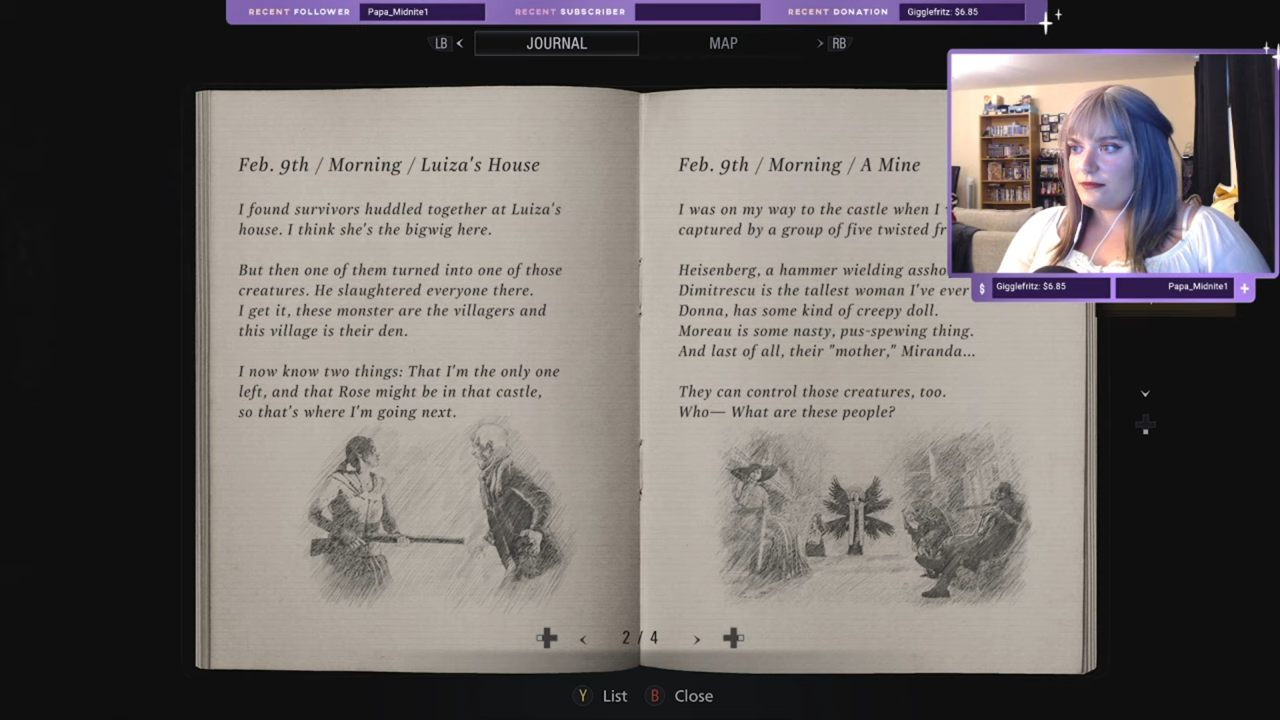 RECENT FOLLOWER Papa_Midnite1 RECENT SUBSCRIBER RECENT DONATION Gigglefritz: $6.85
LB < JOURNAL MAP > RB
Feb. 9th / Morning / Luiza's House
I found survivors huddled together at Luiza's
house. I think she's the bigwig here.
But then one of them turned into one of those
creatures. He slaughtered everyone there.
I get it, these monster are the villagers and
this village is their den.
I now know two things: That I'm the only one
left, and that Rose might be in that castle,
so that's where I'm going next.
Feb. 9th / Morning / A Mine
I was on my way to the castle when I
captured by a group of five twisted
Heisenberg, a hammer wielding
Dimitrescu is the tallest woman I've ever
Donna, has some kind of creepy doll.
Moreau is some nasty, pus-spewing thing.
And last of all, their "mother," Miranda...
They can control those creatures, too.
Who— What are these people?
$ Gigglefritz: $6.85 Papa_Midnite1
< 2 / 4 >
Y List B Close